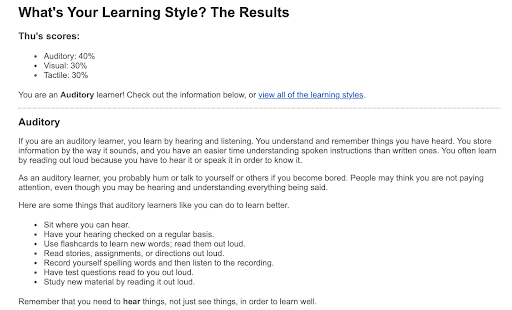 What's Your Learning Style? The Results
Thu's scores:
• Auditory: 40%
• Visual: 30%
• Tactile: 30%
You are an Auditory learner! Check out the information below, or view all of the learning styles.
Auditory
If you are an auditory learner, you learn by hearing and listening. You understand and remember things you have heard. You store
information by the way it sounds, and you have an easier time understanding spoken instructions than written ones. You often learn
by reading out loud because you have to hear it or speak it in order to know it.
As an auditory learner, you probably hum or talk to yourself or others if you become bored. People may think you are not paying
attention, even though you may be hearing and understanding everything being said.
Here are some things that auditory learners like you can do to learn better.
• Sit where you can hear.
• Have your hearing checked on a regular basis.
• Use flashcards to learn new words; read them out loud.
• Read stories, assignments, or directions out loud.
• Record yourself spelling words and then listen to the recording.
• Have test questions read to you out loud.
• Study new material by reading it out loud.
Remember that you need to hear things, not just see things, in order to learn well.